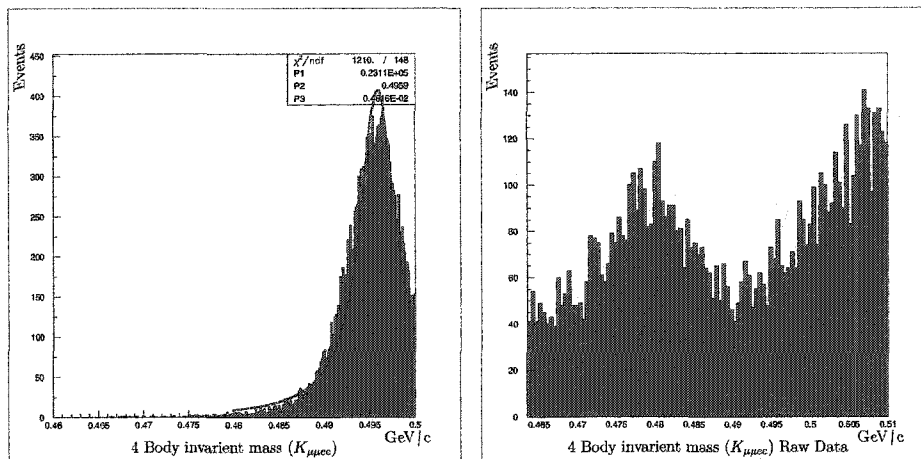 Events
450
400
350
300
250
200
150
100
50
0
χ²/ndf 1210. / 148
P1 0.2311E+05
P2 0.4959
P3 0.4616E-02
0.46 0.465 0.47 0.475 0.48 0.485 0.49 0.495 0.5
GeV/c
4 Body invarient mass (Kμμee)
Events
140
120
100
80
60
40
20
0
0.465 0.47 0.475 0.48 0.485 0.49 0.495 0.5 0.505 0.51
GeV/c
4 Body invarient mass (Kμμee) Raw Data